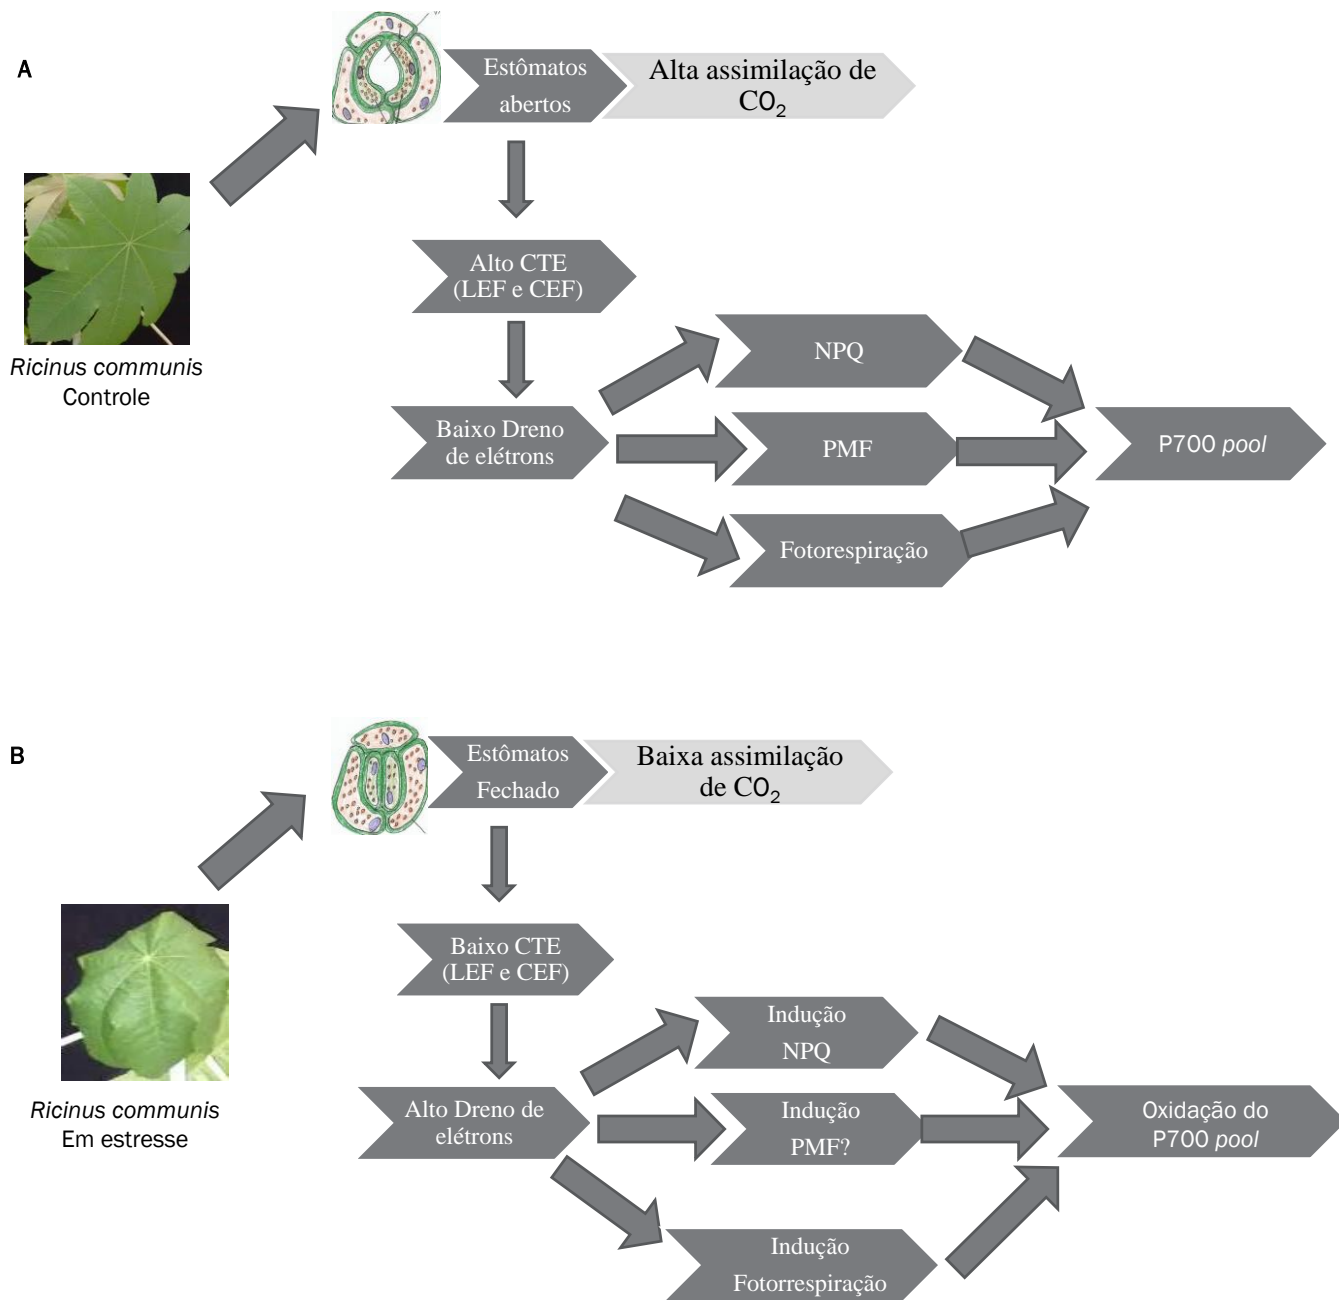 A
Estômatos
abertos
Alta assimilação de
CO₂
Alto CTE
(LEF e CEF)
NPQ
Ricinus communis
Controle
Baixo Dreno
de elétrons
PMF
P700 pool
Fotorespiração
B
Estômatos
Fechado
Baixa assimilação
de CO₂
Baixo CTE
(LEF e CEF)
Indução
NPQ
Ricinus communis
Em estresse
Alto Dreno de
elétrons
Indução
PMF?
Oxidação do
P700 pool
Indução
Fotorrespiração